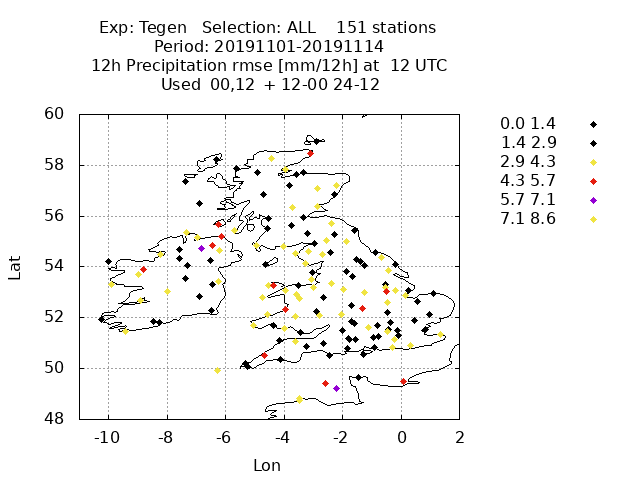 Exp: Tegen   Selection: ALL    151 stations
Period: 20191101-20191114
12h Precipitation rmse [mm/12h] at  12 UTC
Used  00,12  + 12-00 24-12
60
58
56
54
52
50
48
-10 -8 -6 -4 -2 0 2
Lat
Lon
0.0 1.4
1.4 2.9
2.9 4.3
4.3 5.7
5.7 7.1
7.1 8.6